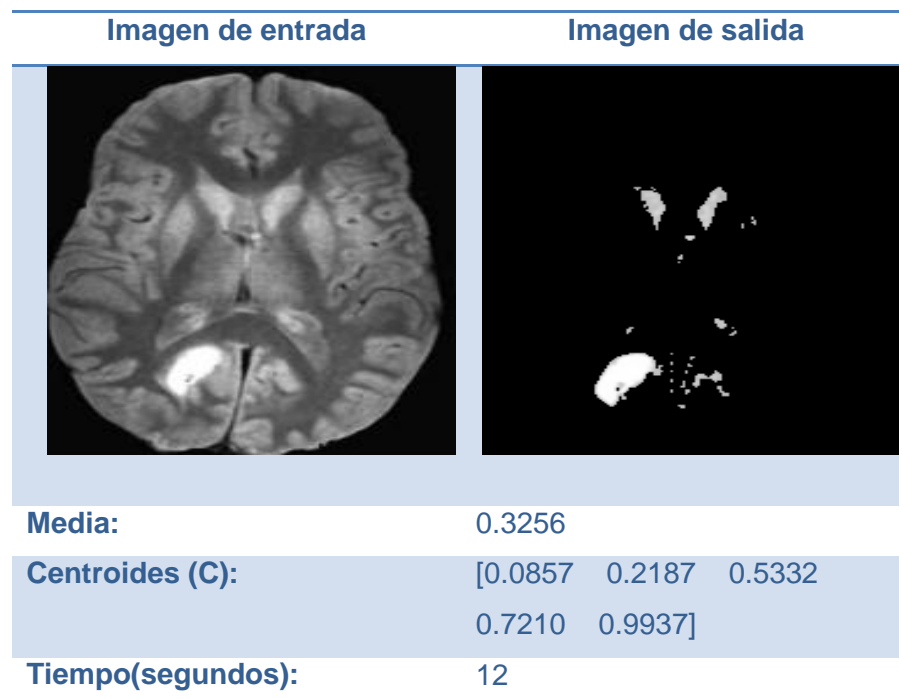 Imagen de entrada Imagen de salida
Media: 0.3256
Centroides (C): [0.0857 0.2187 0.5332
0.7210 0.9937]
Tiempo(segundos): 12